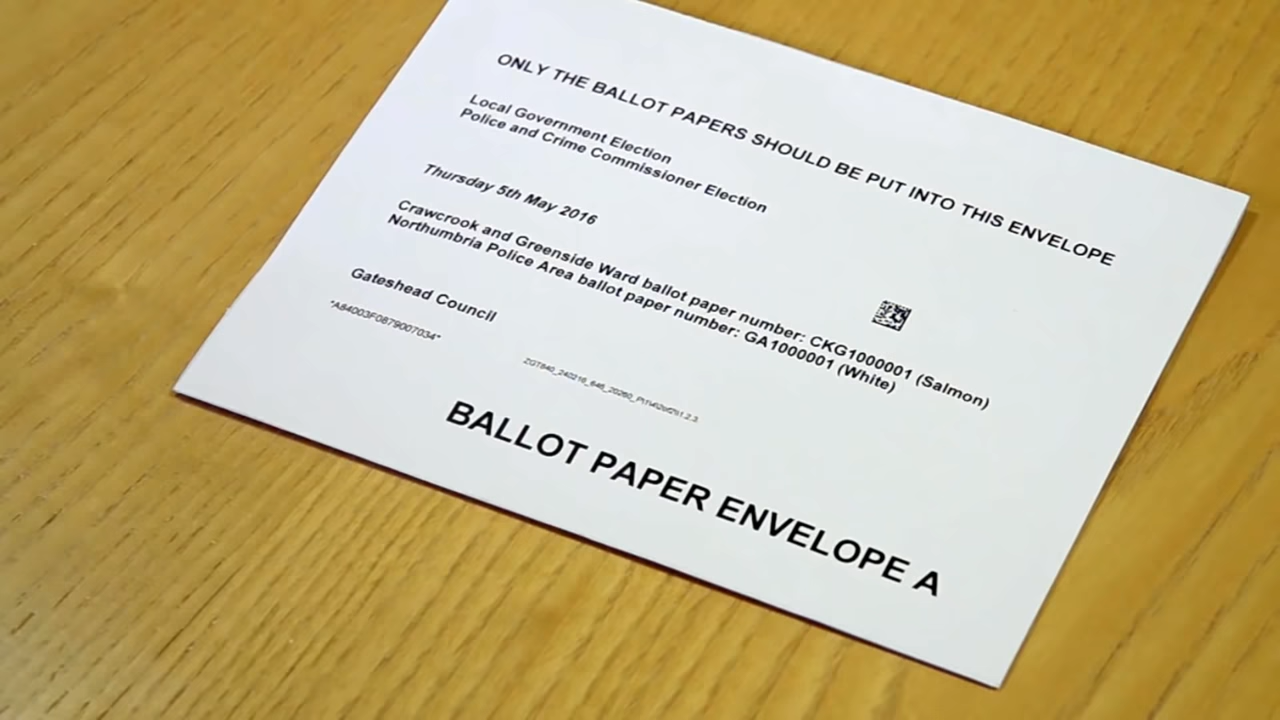 ONLY THE BALLOT PAPERS SHOULD BE PUT INTO THIS ENVELOPE
Local Government Election
Police and Crime Commissioner Election
Thursday 5th May 2016
Crawcrook and Greenside Ward ballot paper number: CKG1000001 (Salmon)
Northumbria Police Area ballot paper number: GA1000001 (White)
Gateshead Council
*A84003F0879007034*
BALLOT PAPER ENVELOPE A